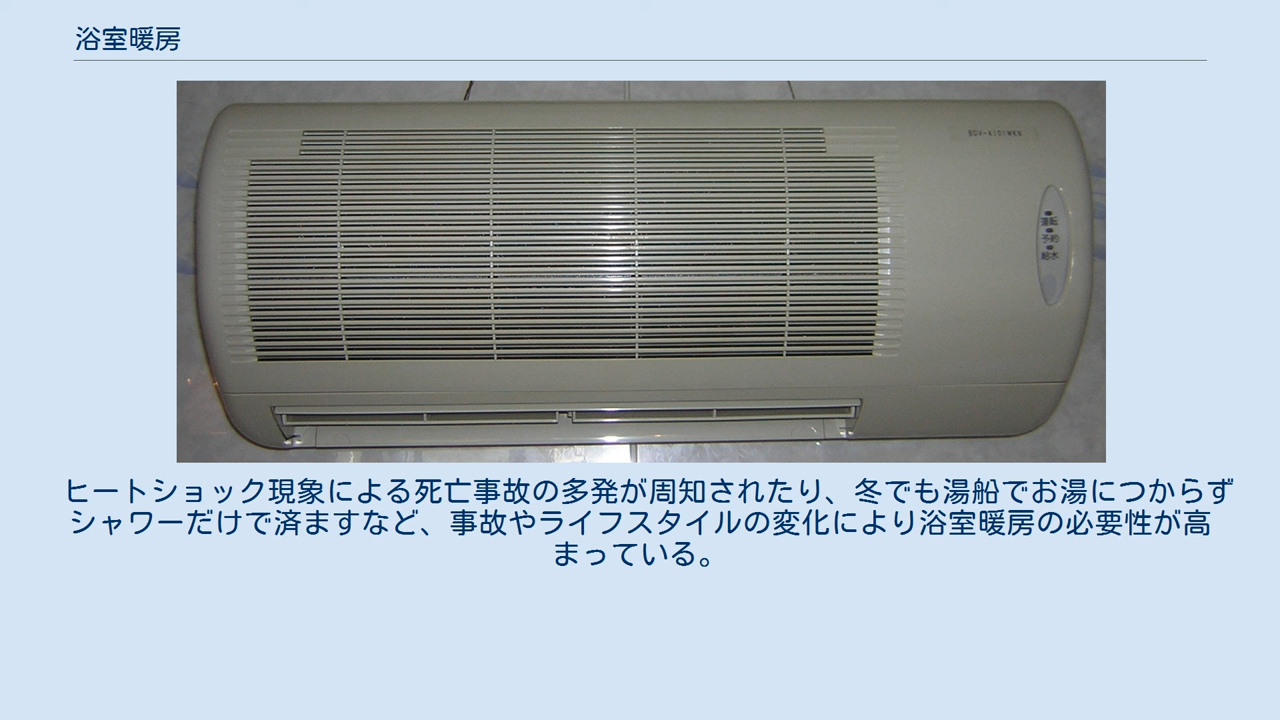 浴室暖房
運転
予約
給水
ヒートショック現象による死亡事故の多発が周知されたり、冬でも湯船でお湯につからず
シャワーだけで済ますなど、事故やライフスタイルの変化により浴室暖房の必要性が高
まっている。